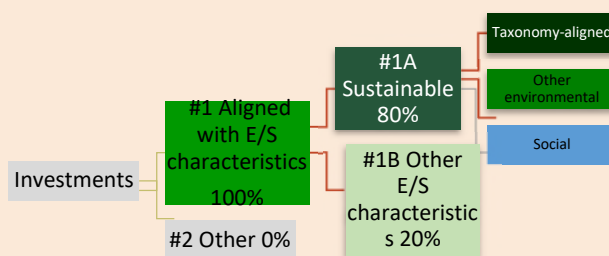 Investments
#1 Aligned
with E/S
characteristics
100%
#2 Other 0%
#1A
Sustainable
80%
#1B Other
E/S
characteristic
s 20%
Taxonomy-aligned
Other
environmental
Social